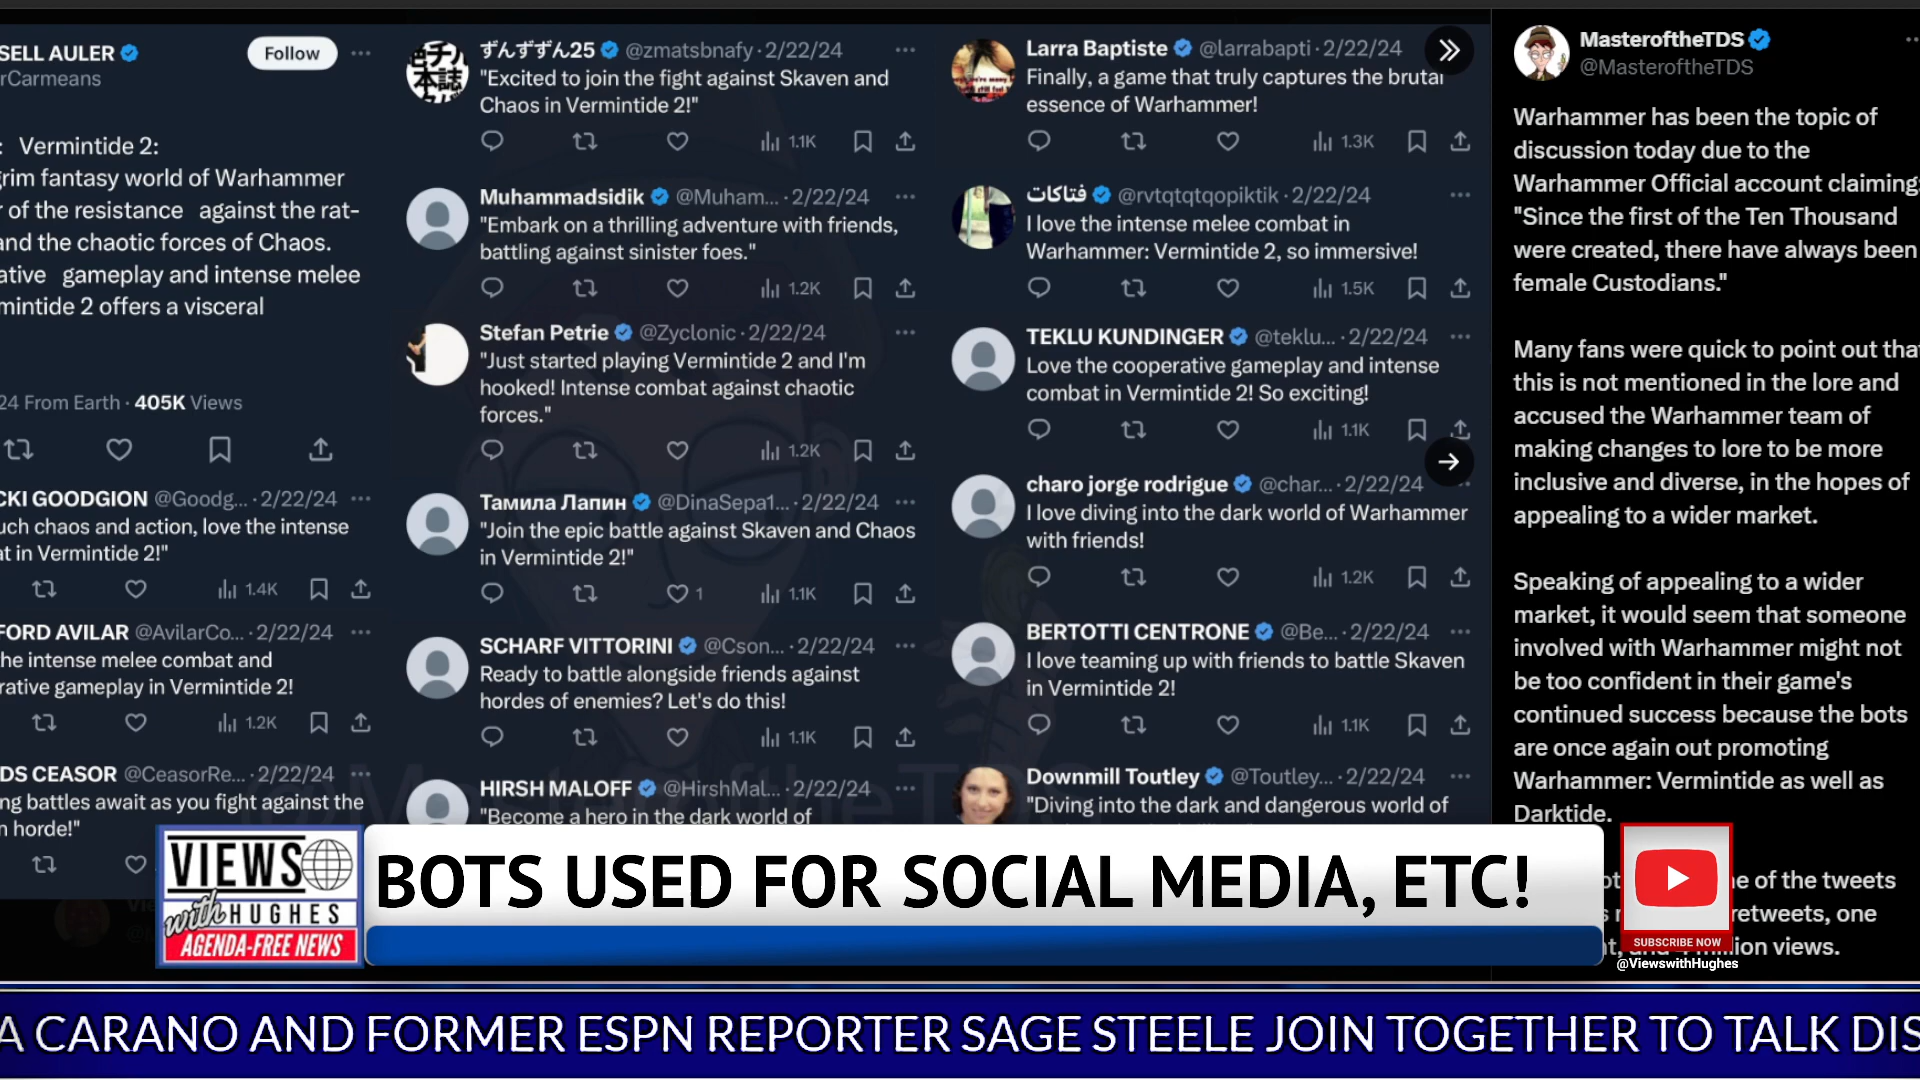 SELL AULER
rCarmeans
Follow
: Vermintide 2:
grim fantasy world of Warhammer
r of the resistance against the rat-
and the chaotic forces of Chaos.
ative gameplay and intense melee
mintide 2 offers a visceral
24 From Earth · 405K Views
CKI GOODGION @Goodg... · 2/22/24
uch chaos and action, love the intense
at in Vermintide 2!"
1.4K
FORD AVILAR @AvilarCo... · 2/22/24
he intense melee combat and
rative gameplay in Vermintide 2!
1.2K
DS CEASOR @CeasorRe... · 2/22/24
ng battles await as you fight against the
n horde!"
ずんずずん25 @zmatsbnafy · 2/22/24
"Excited to join the fight against Skaven and
Chaos in Vermintide 2!"
1.1K
Muhammadsidik @Muham... · 2/22/24
"Embark on a thrilling adventure with friends,
battling against sinister foes."
1.2K
Stefan Petrie @Zyclonic · 2/22/24
"Just started playing Vermintide 2 and I'm
hooked! Intense combat against chaotic
forces."
1.2K
Тамила Лапин @DinaSepa1... · 2/22/24
"Join the epic battle against Skaven and Chaos
in Vermintide 2!"
1 1.1K
SCHARF VITTORINI @Cson... · 2/22/24
Ready to battle alongside friends against
hordes of enemies? Let's do this!
1.1K
HIRSH MALOFF @HirshMal... · 2/22/24
"Become a hero in the dark world of
Larra Baptiste @larrabapti · 2/22/24
Finally, a game that truly captures the brutal
essence of Warhammer!
1.3K
فتاكات @rvtqtqtqopiktik · 2/22/24
I love the intense melee combat in
Warhammer: Vermintide 2, so immersive!
1.5K
TEKLU KUNDINGER @teklu... · 2/22/24
Love the cooperative gameplay and intense
combat in Vermintide 2! So exciting!
1.1K
charo jorge rodrigue @char... · 2/22/24
I love diving into the dark world of Warhammer
with friends!
1.2K
BERTOTTI CENTRONE @Be... · 2/22/24
I love teaming up with friends to battle Skaven
in Vermintide 2!
1.1K
Downmill Toutley @Toutley... · 2/22/24
"Diving into the dark and dangerous world of
MasteroftheTDS
@MasteroftheTDS
Warhammer has been the topic of
discussion today due to the
Warhammer Official account claiming:
"Since the first of the Ten Thousand
were created, there have always been
female Custodians."
Many fans were quick to point out that
this is not mentioned in the lore and
accused the Warhammer team of
making changes to lore to be more
inclusive and diverse, in the hopes of
appealing to a wider market.
Speaking of appealing to a wider
market, it would seem that someone
involved with Warhammer might not
be too confident in their game's
continued success because the bots
are once again out promoting
Warhammer: Vermintide as well as
Darktide.
e of the tweets
retweets, one
views.
VIEWS
with HUGHES
AGENDA-FREE NEWS
BOTS USED FOR SOCIAL MEDIA, ETC!
SUBSCRIBE NOW
@ViewswithHughes
A CARANO AND FORMER ESPN REPORTER SAGE STEELE JOIN TOGETHER TO TALK DIS